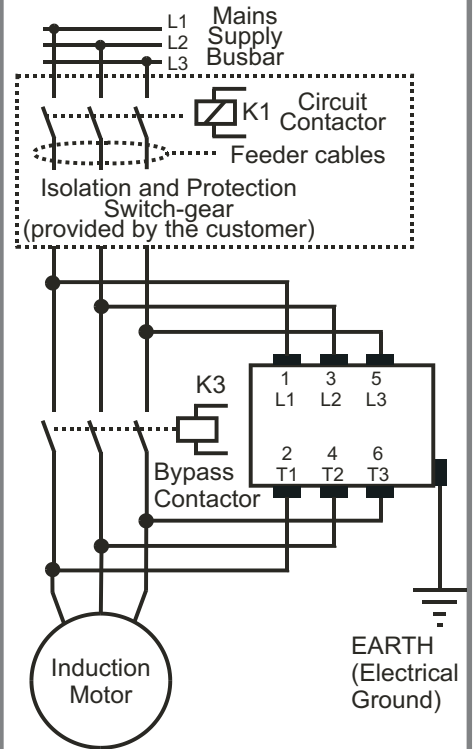 L1
Mains
L2
Supply
L3
Busbar
K1
Circuit
Contactor
Feeder cables
Isolation and Protection
Switch-gear
(provided by the customer)
1 3 5
L1 L2 L3
K3
2 4 6
T1 T2 T3
Bypass
Contactor
Induction
Motor
EARTH
(Electrical
Ground)